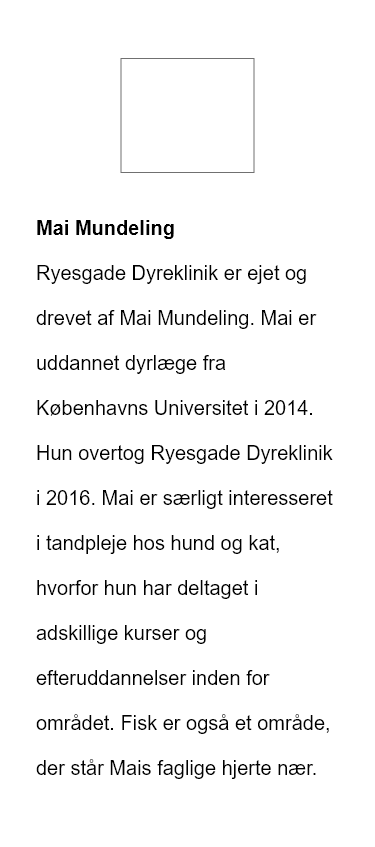 Mai Mundeling
Ryesgade Dyreklinik er ejet og
drevet af Mai Mundeling. Mai er
uddannet dyrlæge fra
Københavns Universitet i 2014.
Hun overtog Ryesgade Dyreklinik
i 2016. Mai er særligt interesseret
i tandpleje hos hund og kat,
hvorfor hun har deltaget i
adskillige kurser og
efteruddannelser inden for
området. Fisk er også et område,
der står Mais faglige hjerte nær.